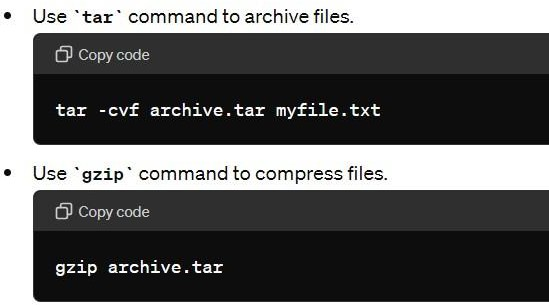 • Use `tar` command to archive files.
Copy code
tar -cvf archive.tar myfile.txt
• Use `gzip` command to compress files.
Copy code
gzip archive.tar